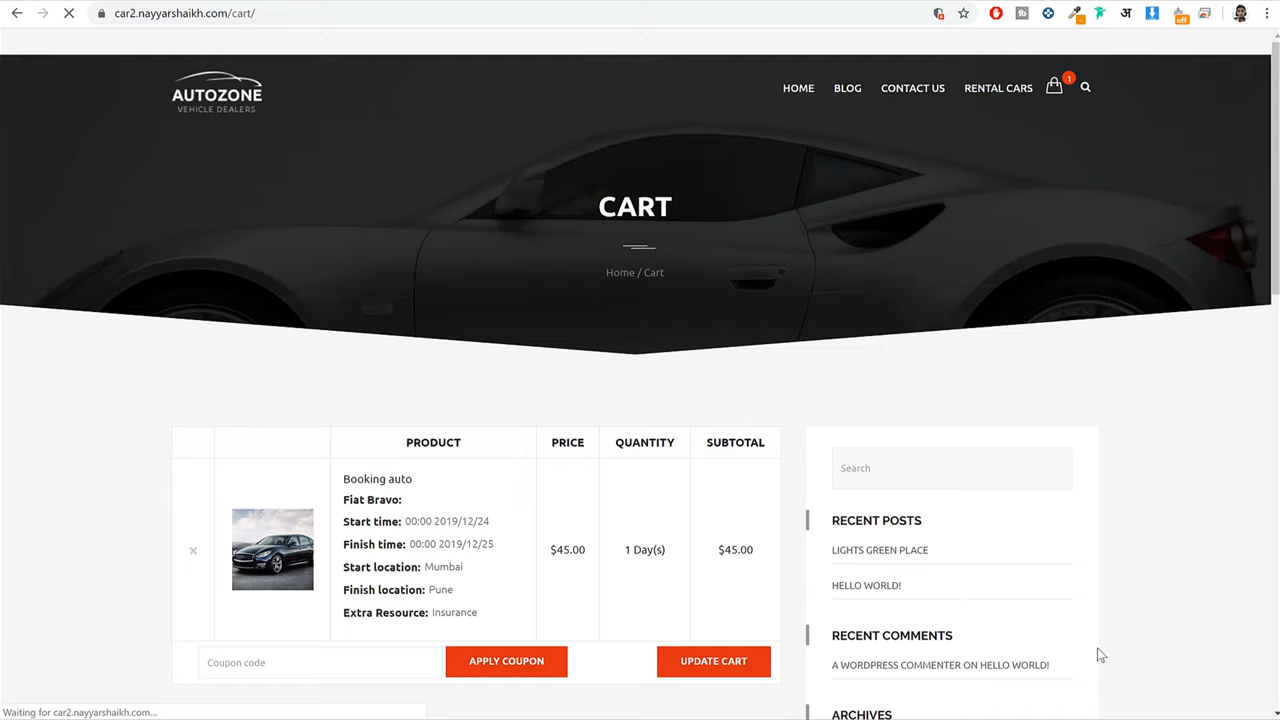 car2.nayyarshaikh.com/cart/
off
AUTOZONE
VEHICLE DEALERS
HOME BLOG CONTACT US RENTAL CARS 1
CART
Home / Cart
PRODUCT PRICE QUANTITY SUBTOTAL
Booking auto
Fiat Bravo:
Start time: 00:00 2019/12/24
Finish time: 00:00 2019/12/25
Start location: Mumbai
Finish location: Pune
Extra Resource: Insurance
× $45.00 1 Day(s) $45.00
Coupon code APPLY COUPON UPDATE CART
Search
RECENT POSTS
LIGHTS GREEN PLACE
HELLO WORLD!
RECENT COMMENTS
A WORDPRESS COMMENTER ON HELLO WORLD!
ARCHIVES
Waiting for car2.nayyarshaikh.com...